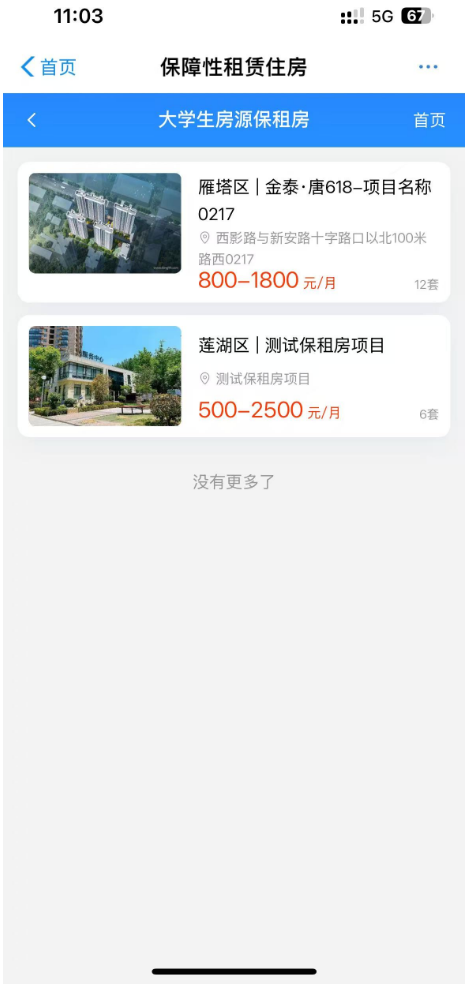 11:03
5G
67
首页
保障性租赁住房
大学生房源保租房
首页
雁塔区 | 金泰·唐618-项目名称
0217
西影路与新安路十字路口以北100米
路西0217
800-1800 元/月
12套
莲湖区 | 测试保租房项目
测试保租房项目
500-2500 元/月
6套
没有更多了